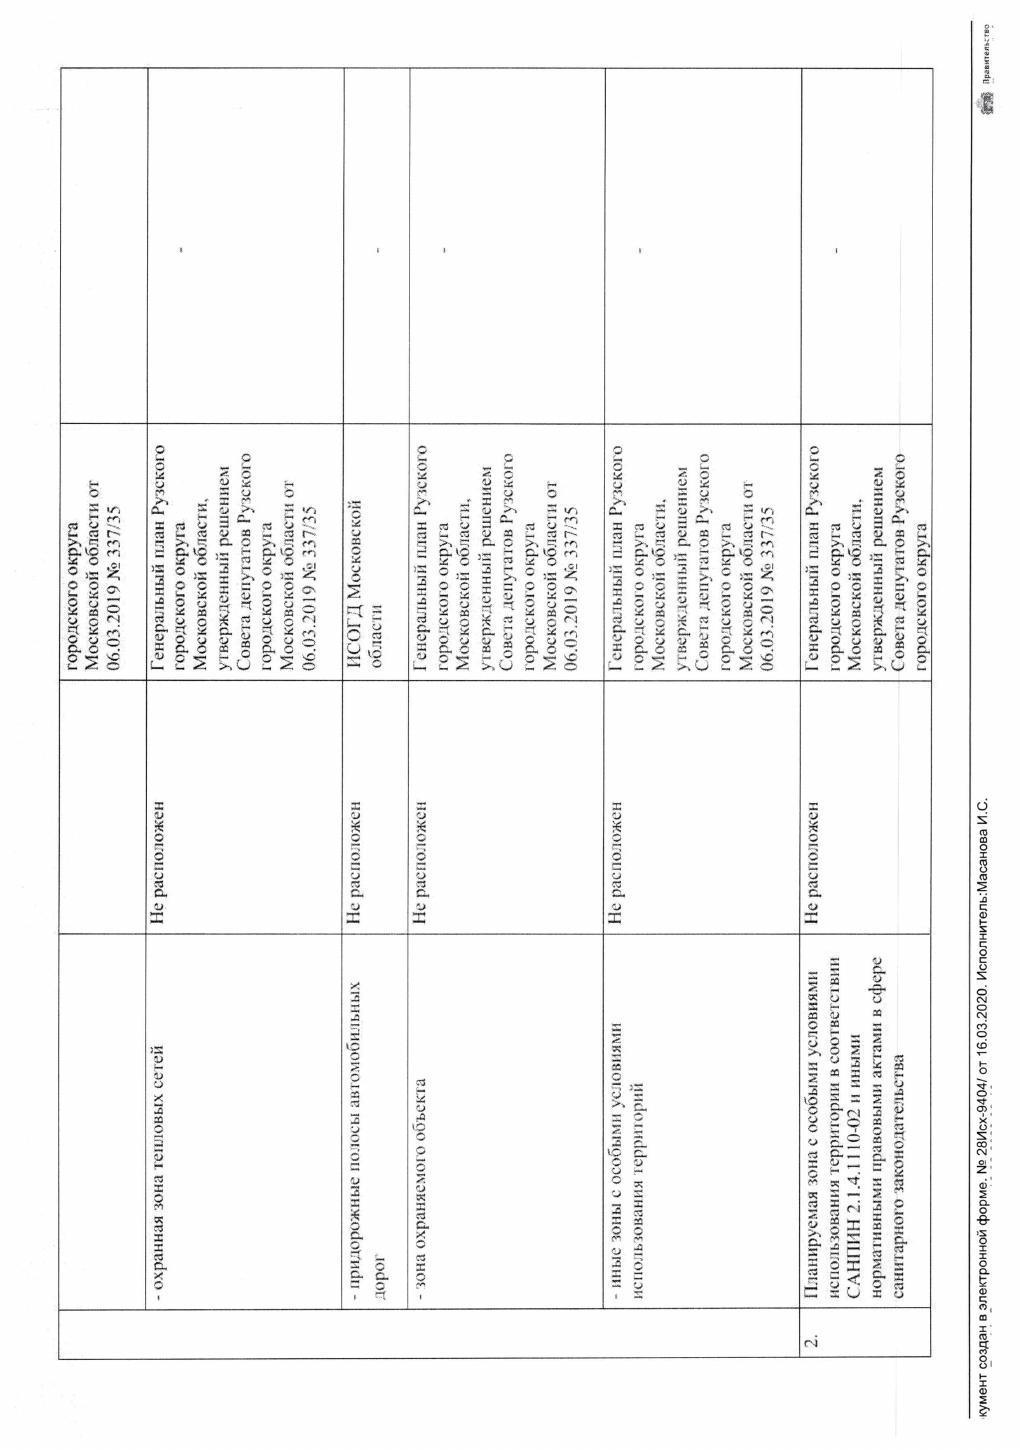 городского округа
Московской области от
06.03.2019 № 337/35
- охранная зона тепловых сетей
Не расположен
Генеральный план Рузского
городского округа
Московской области,
утвержденный решением
Совета депутатов Рузского
городского округа
Московской области от
06.03.2019 № 337/35
-
- придорожные полосы автомобильных
дорог
Не расположен
ИСОГД Московской
области
-
- зона охраняемого объекта
Не расположен
Генеральный план Рузского
городского округа
Московской области,
утвержденный решением
Совета депутатов Рузского
городского округа
Московской области от
06.03.2019 № 337/35
-
- иные зоны с особыми условиями
использования территорий
Не расположен
Генеральный план Рузского
городского округа
Московской области,
утвержденный решением
Совета депутатов Рузского
городского округа
Московской области от
06.03.2019 № 337/35
-
2.
Планируемая зона с особыми условиями
использования территории в соответствии
САНПИН 2.1.4.1110-02 и иными
нормативными правовыми актами в сфере
санитарного законодательства
Не расположен
Генеральный план Рузского
городского округа
Московской области,
утвержденный решением
Совета депутатов Рузского
городского округа
-
кумент создан в электронной форме. № 28Исх-9404/ от 16.03.2020. Исполнитель:Масанова И.С.
Правительство